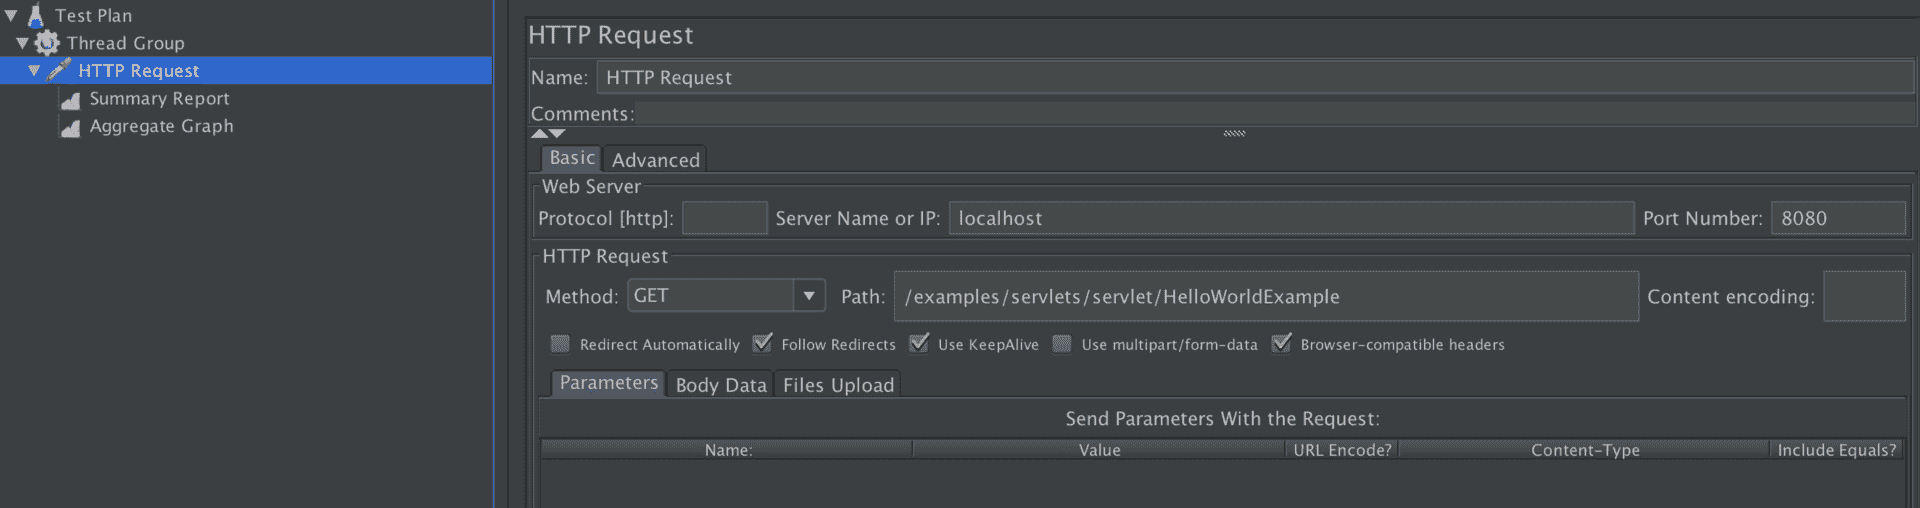 Test Plan
Thread Group
HTTP Request
Summary Report
Aggregate Graph
HTTP Request
Name: HTTP Request
Comments:
Basic Advanced
Web Server
Protocol [http]: Server Name or IP: localhost Port Number: 8080
HTTP Request
Method: GET Path: /examples/servlets/servlet/HelloWorldExample Content encoding:
Redirect Automatically Follow Redirects Use KeepAlive Use multipart/form-data Browser-compatible headers
Parameters Body Data Files Upload
Send Parameters With the Request:
Name: Value URL Encode? Content-Type Include Equals?